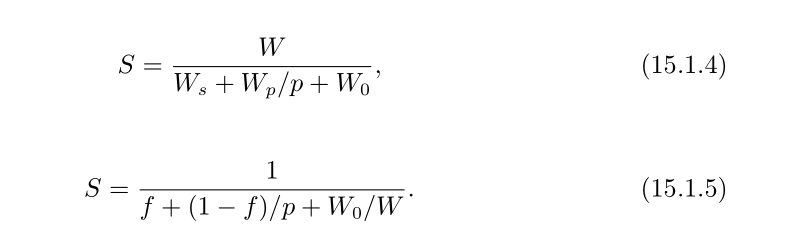 S = W / (W_s + W_p/p + W_0), (15.1.4)
S = 1 / (f + (1 − f)/p + W_0/W). (15.1.5)